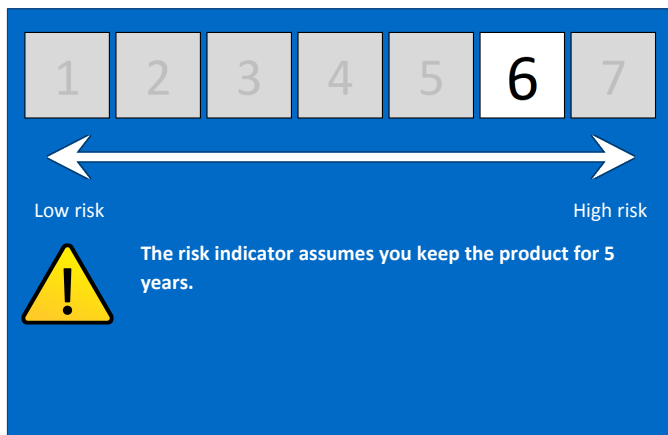 1 2 3 4 5 6 7
Low risk High risk
The risk indicator assumes you keep the product for 5
years.